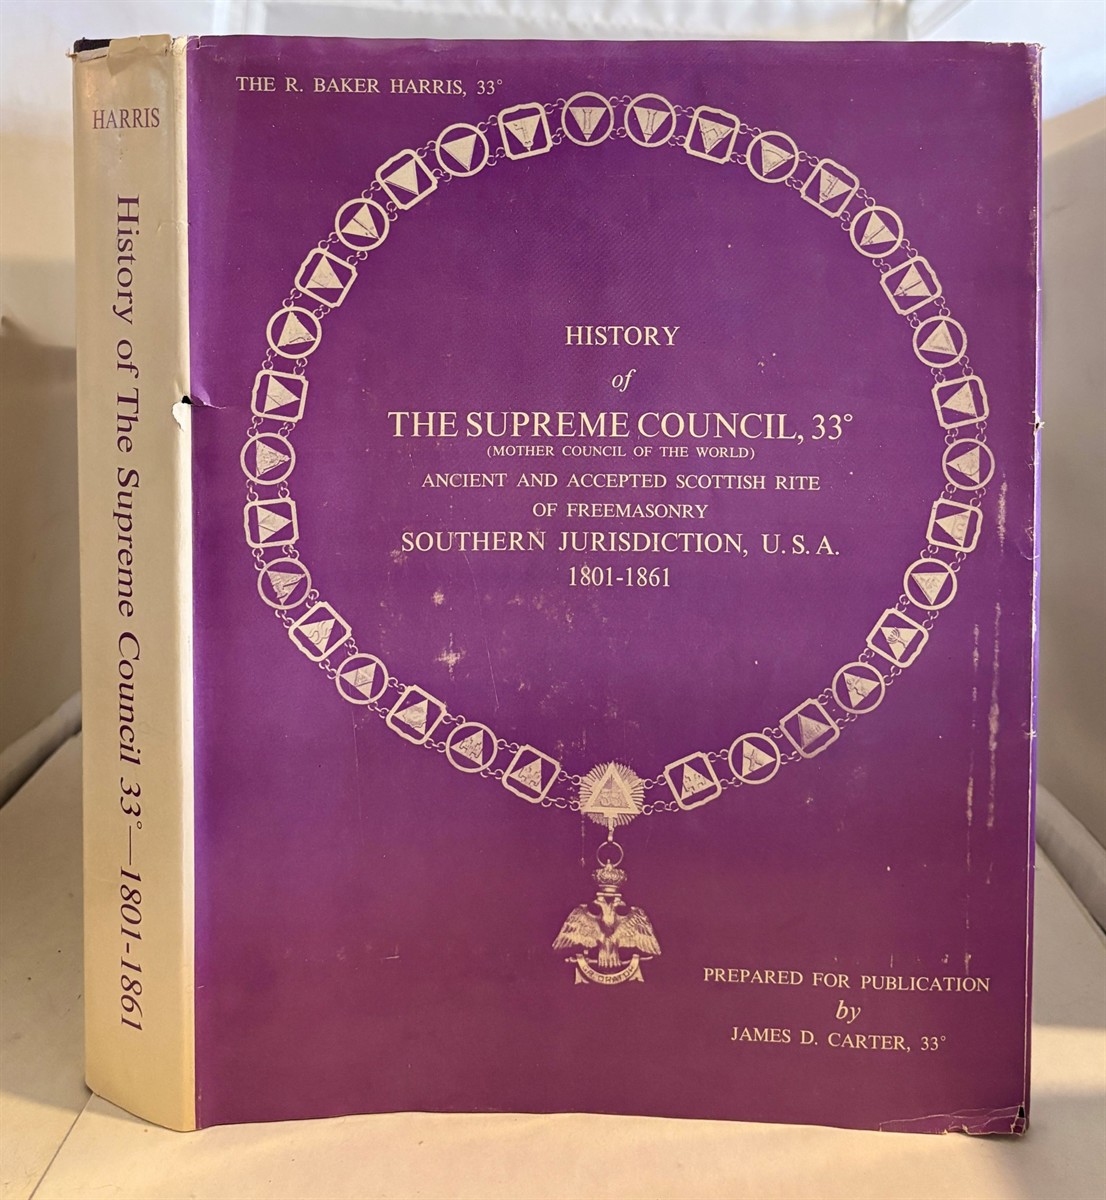 HARRIS
History of The Supreme Council 33°—1801-1861
THE R. BAKER HARRIS, 33°
HISTORY
of
THE SUPREME COUNCIL, 33°
(MOTHER COUNCIL OF THE WORLD)
ANCIENT AND ACCEPTED SCOTTISH RITE
OF FREEMASONRY
SOUTHERN JURISDICTION, U. S. A.
1801-1861
PREPARED FOR PUBLICATION
by
JAMES D. CARTER, 33°